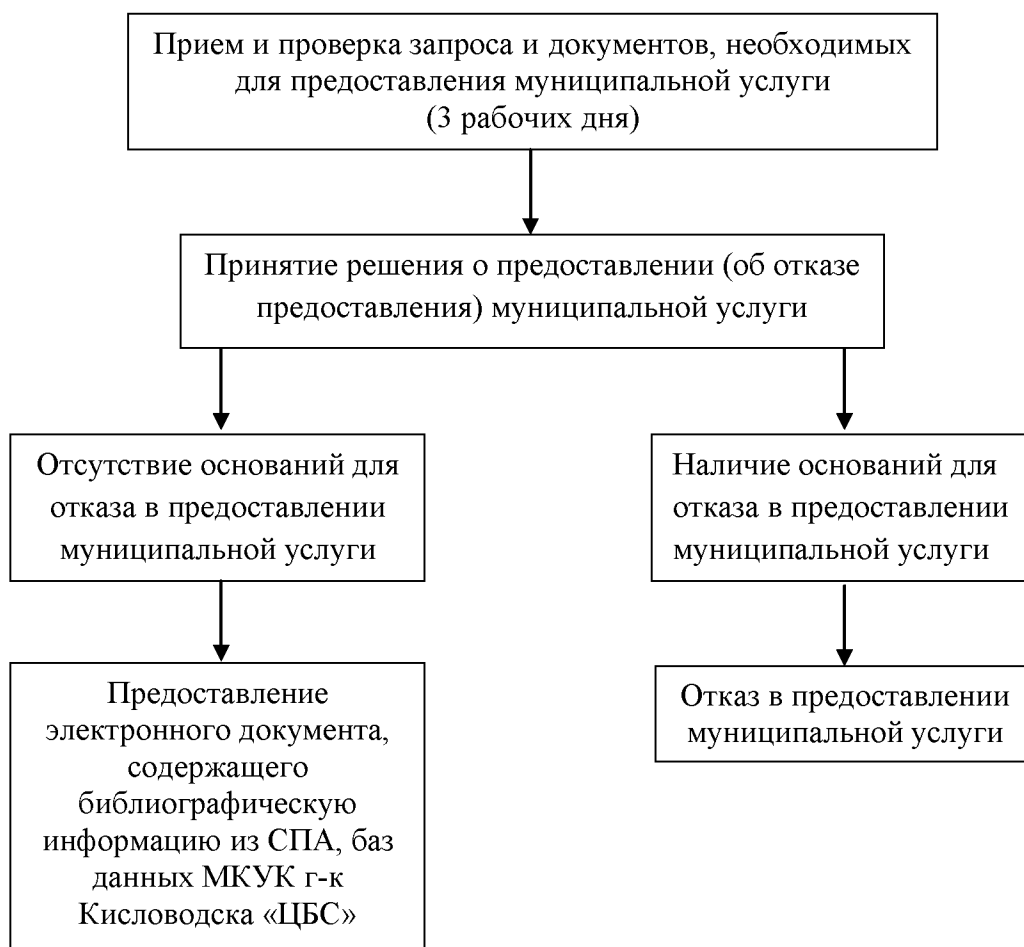 Прием и проверка запроса и документов, необходимых
для предоставления муниципальной услуги
(3 рабочих дня)
Принятие решения о предоставлении (об отказе
предоставления) муниципальной услуги
Отсутствие оснований для
отказа в предоставлении
муниципальной услуги
Наличие оснований для
отказа в предоставлении
муниципальной услуги
Предоставление
электронного документа,
содержащего
библиографическую
информацию из СПА, баз
данных МКУК г-к
Кисловодска «ЦБС»
Отказ в предоставлении
муниципальной услуги